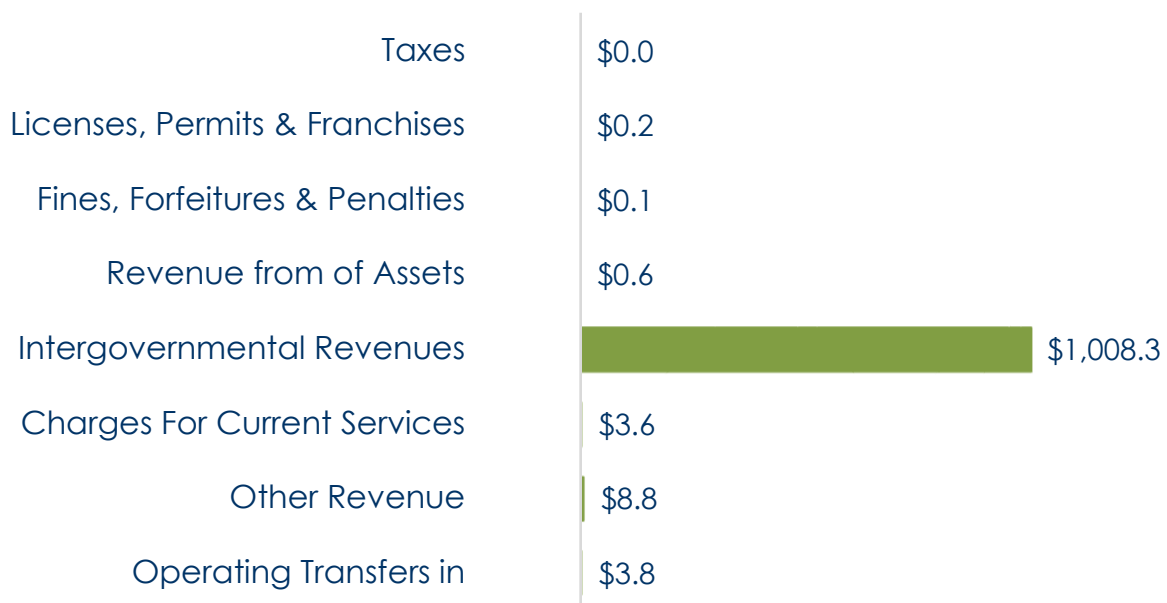 Taxes $0.0
Licenses, Permits & Franchises $0.2
Fines, Forfeitures & Penalties $0.1
Revenue from of Assets $0.6
Intergovernmental Revenues $1,008.3
Charges For Current Services $3.6
Other Revenue $8.8
Operating Transfers in $3.8